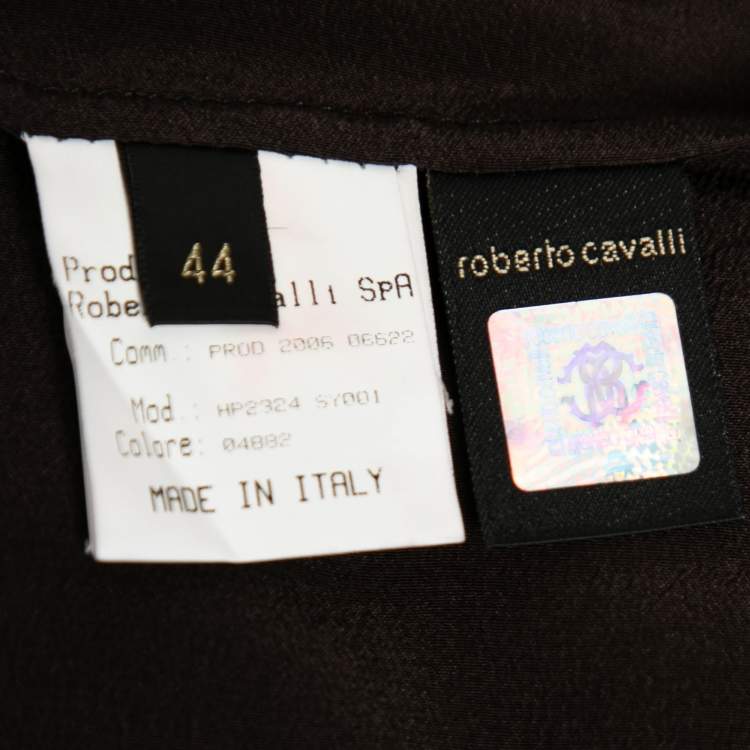 44
Prod
Robe alli SpA
Comm.: PROD 2006 06622
Mod.: HP2324 SY001
Colore: 04882
MADE IN ITALY
roberto cavalli